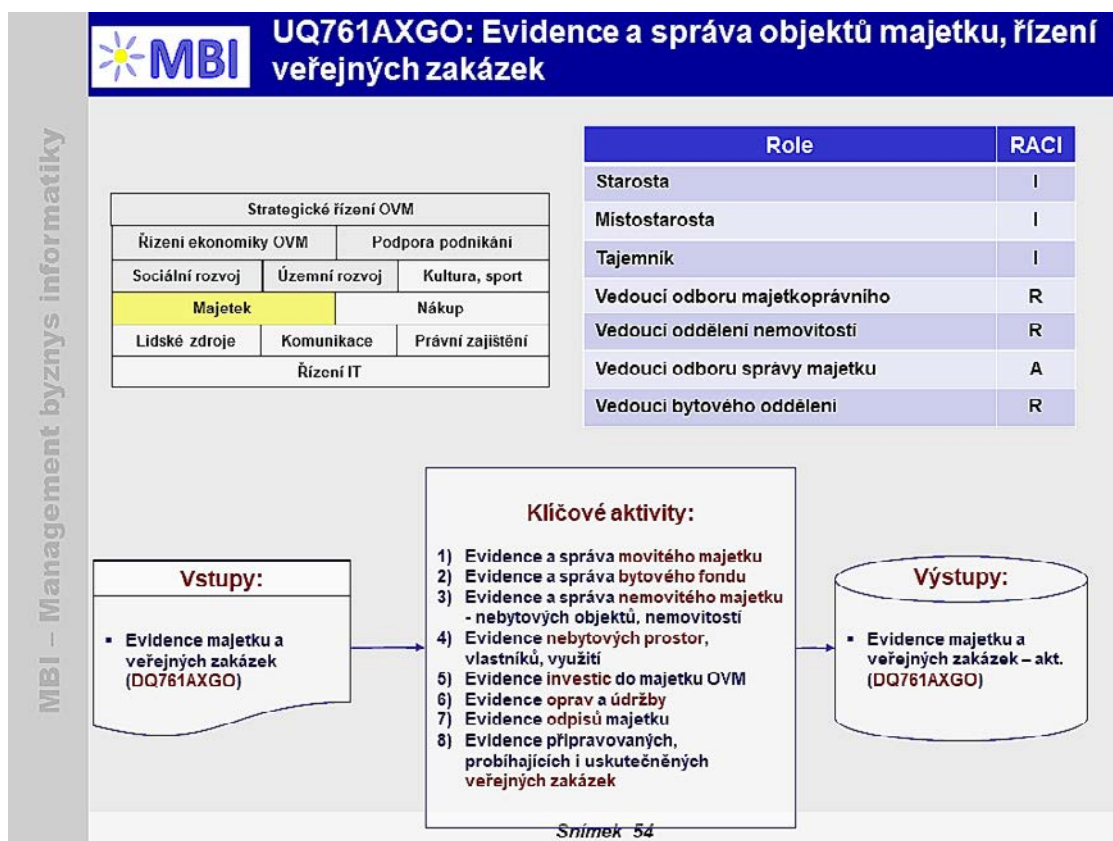 MBI
UQ761AXGO: Evidence a správa objektů majetku, řízení
veřejných zakázek
MBI – Management byznys informatiky
Role RACI
Starosta I
Místostarosta I
Tajemník I
Vedoucí odboru majetkoprávního R
Vedoucí oddělení nemovitostí R
Vedoucí odboru správy majetku A
Vedoucí bytového oddělení R
Strategické řízení OVM
Řízení ekonomiky OVM Podpora podnikání
Sociální rozvoj Územní rozvoj Kultura, sport
Majetek Nákup
Lidské zdroje Komunikace Právní zajištění
Řízení IT
Vstupy:
▪ Evidence majetku a
veřejných zakázek
(DQ761AXGO)
Klíčové aktivity:
1) Evidence a správa movitého majetku
2) Evidence a správa bytového fondu
3) Evidence a správa nemovitého majetku
- nebytových objektů, nemovitostí
4) Evidence nebytových prostor,
vlastníků, využití
5) Evidence investic do majetku OVM
6) Evidence oprav a údržby
7) Evidence odpisů majetku
8) Evidence připravovaných,
probíhajících i uskutečněných
veřejných zakázek
Výstupy:
▪ Evidence majetku a
veřejných zakázek – akt.
(DQ761AXGO)
Snímek 54